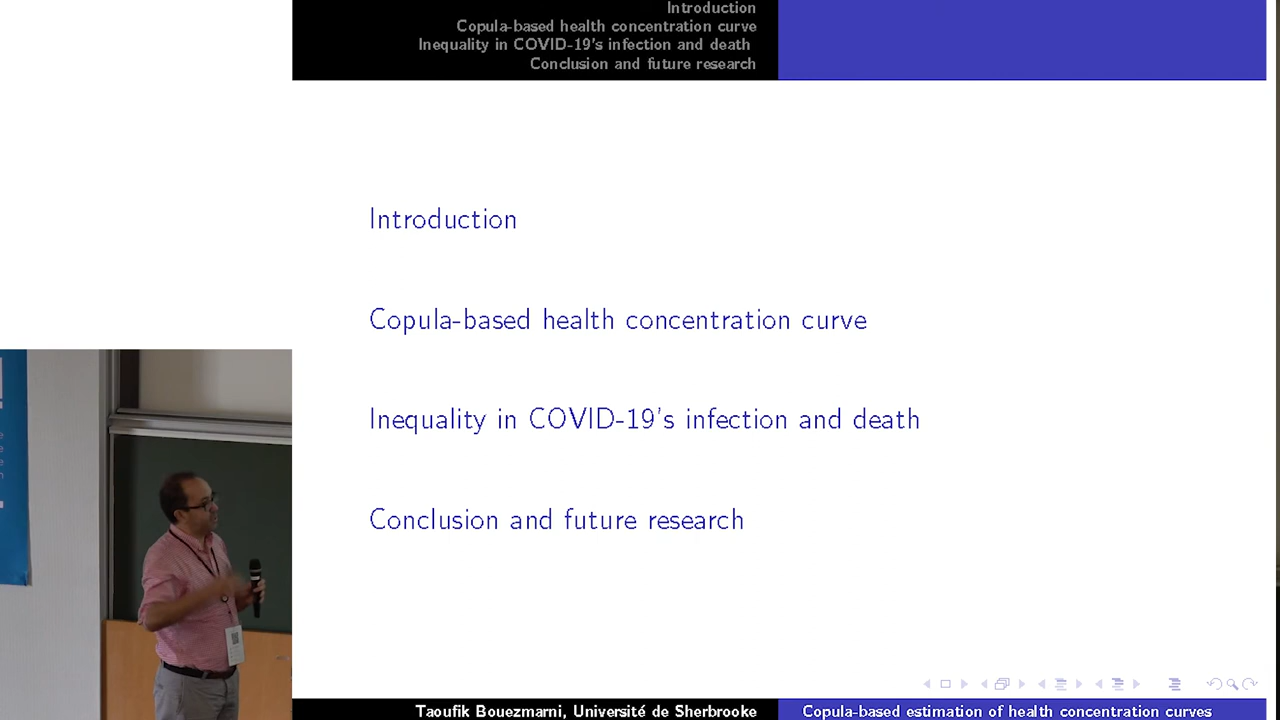 Introduction
Copula-based health concentration curve
Inequality in COVID-19's infection and death
Conclusion and future research
Introduction
Copula-based health concentration curve
Inequality in COVID-19's infection and death
Conclusion and future research
Taoufik Bouezmarni, Université de Sherbrooke
Copula-based estimation of health concentration curves